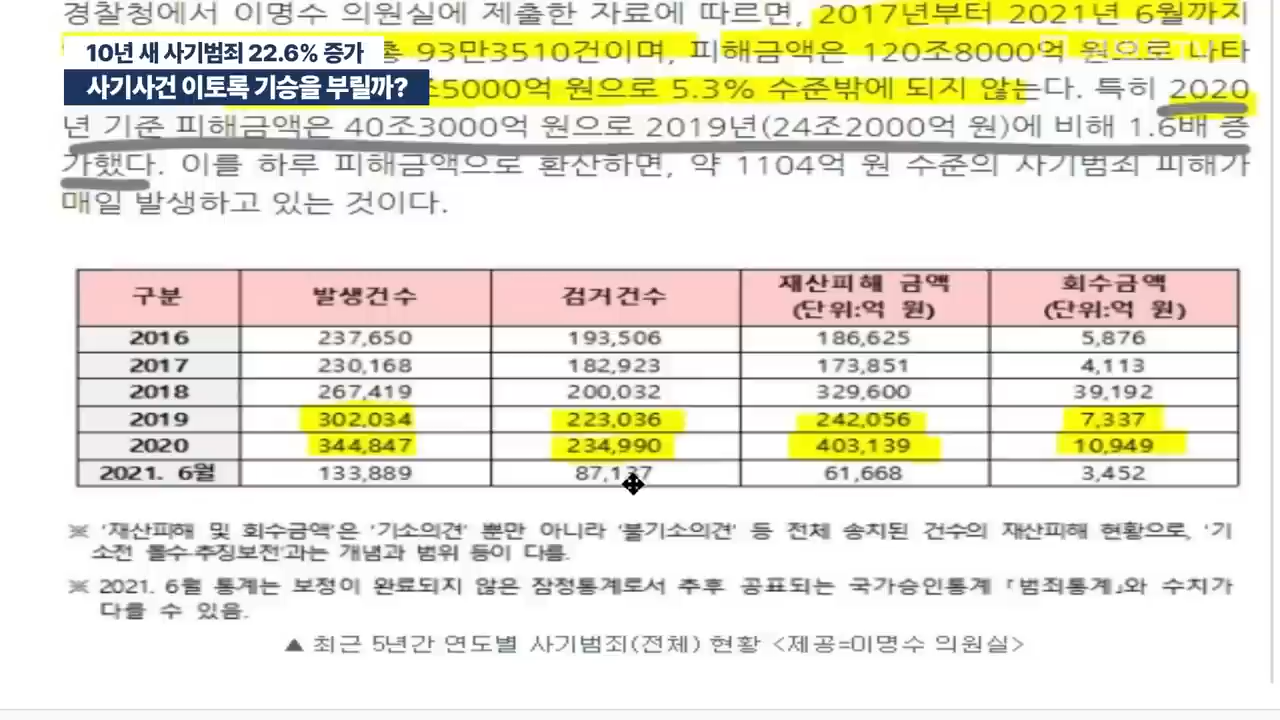 경찰청에서 이명수 의원실에 제출한 자료에 따르면, 2017년부터 2021년 6월까지
10년 새 사기범죄 22.6% 증가
총 93만3510건이며, 피해금액은 120조8000억 원으로 나타
사기사건 이토록 기승을 부릴까?
5000억 원으로 5.3% 수준밖에 되지 않는다. 특히 2020
년 기준 피해금액은 40조3000억 원으로 2019년(24조2000억 원)에 비해 1.6배 증
가했다. 이를 하루 피해금액으로 환산하면, 약 1104억 원 수준의 사기범죄 피해가
매일 발생하고 있는 것이다.
구분 발생건수 검거건수 재산피해 금액 (단위:억 원) 회수금액 (단위:억 원)
2016 237,650 193,506 186,625 5,876
2017 230,168 182,923 173,851 4,113
2018 267,419 200,032 329,600 39,192
2019 302,034 223,036 242,056 7,337
2020 344,847 234,990 403,139 10,949
2021. 6월 133,889 87,137 61,668 3,452
※ '재산피해 및 회수금액'은 '기소의견' 뿐만 아니라 '불기소의견' 등 전체 송치된 건수의 재산피해 현황으로, '기
소전 몰수·추징보전'과는 개념과 범위 등이 다름.
※ 2021. 6월 통계는 보정이 완료되지 않은 잠정통계로서 추후 공표되는 국가승인통계 「범죄통계」와 수치가
다를 수 있음.
▲ 최근 5년간 연도별 사기범죄(전체) 현황 <제공=이명수 의원실>